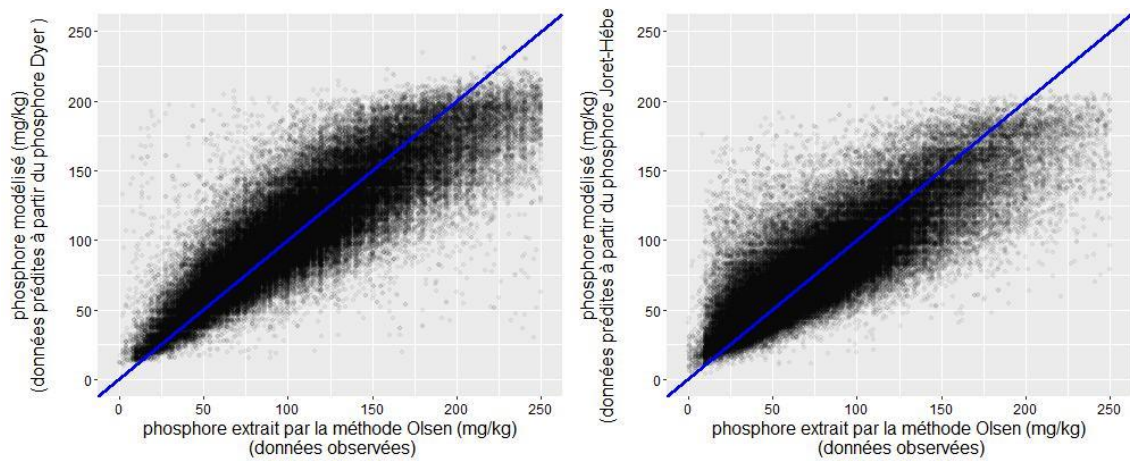 phosphore modélisé (mg/kg)
(données prédites à partir du phosphore Dyer )
250
200
150
100
50
0
0 50 100 150 200 250
phosphore extrait par la méthode Olsen (mg/kg)
(données observées)
phosphore modélisé (mg/kg)
(données prédites à partir du phosphore Joret-Hébe
250
200
150
100
50
0
0 50 100 150 200 250
phosphore extrait par la méthode Olsen (mg/kg)
(données observées)